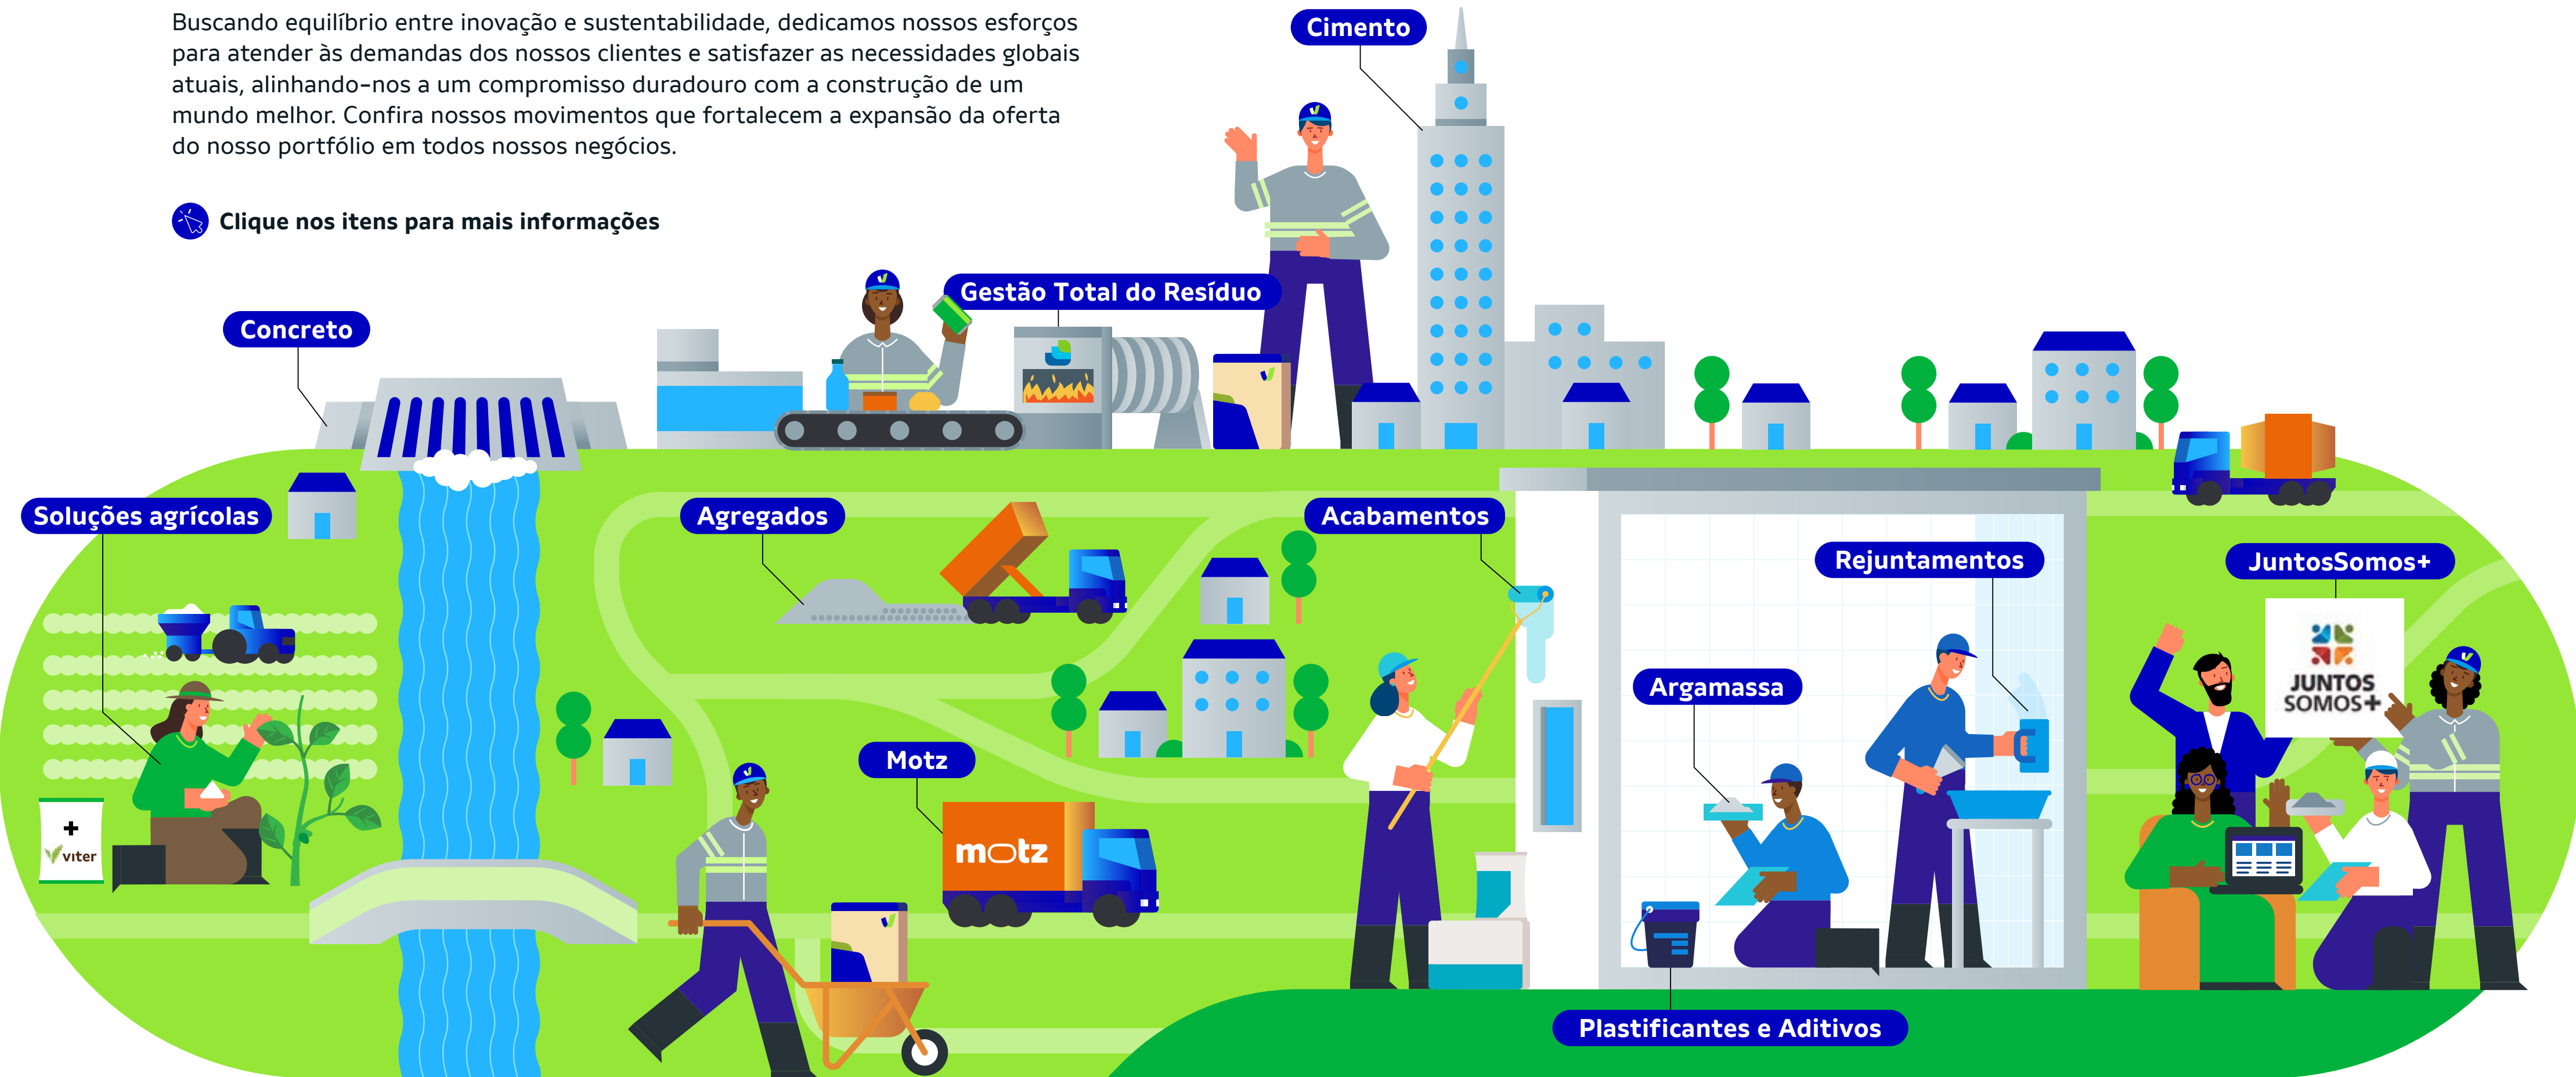 Buscando equilíbrio entre inovação e sustentabilidade, dedicamos nossos esforços
para atender às demandas dos nossos clientes e satisfazer as necessidades globais
atuais, alinhando-nos a um compromisso duradouro com a construção de um
mundo melhor. Confira nossos movimentos que fortalecem a expansão da oferta
do nosso portfólio em todos nossos negócios.
Clique nos itens para mais informações
Cimento
Gestão Total do Resíduo
Concreto
Soluções agrícolas
Agregados
Acabamentos
Rejuntamentos
JuntosSomos+
JUNTOS
SOMOS+
Argamassa
Motz
motz
+
viter
Plastificantes e Aditivos